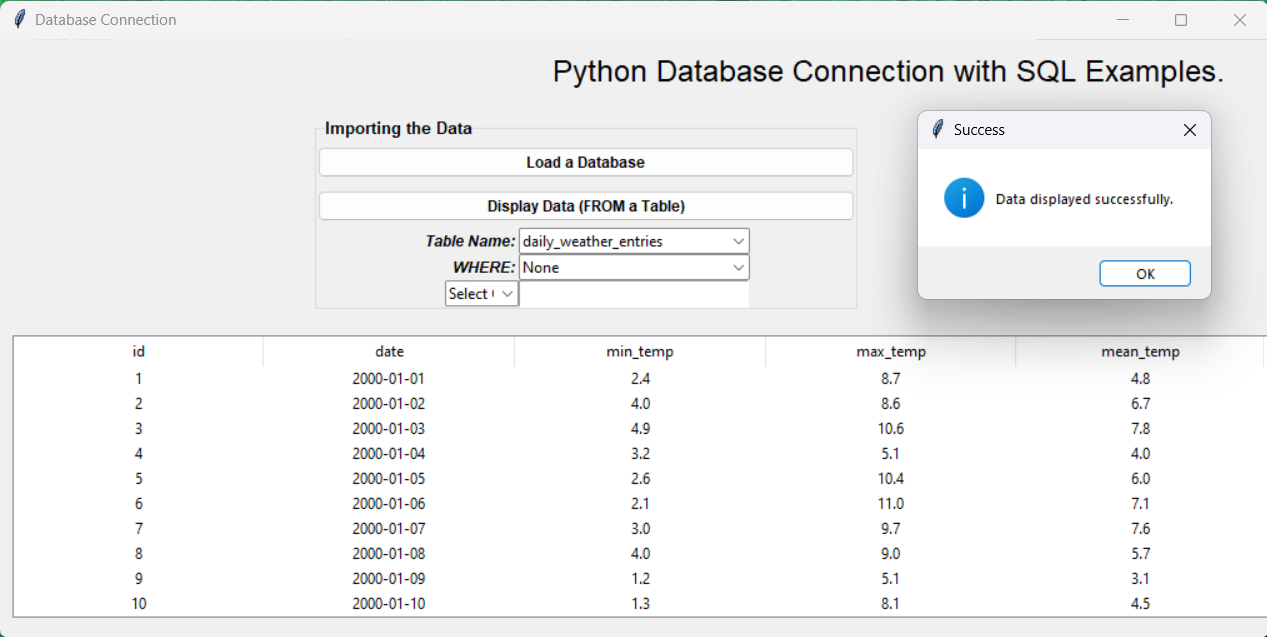 Database Connection
Python Database Connection with SQL Examples.
Importing the Data
Load a Database
Display Data (FROM a Table)
Table Name: daily_weather_entries
WHERE: None
Select
Success
Data displayed successfully.
OK
id date min_temp max_temp mean_temp
1 2000-01-01 2.4 8.7 4.8
2 2000-01-02 4.0 8.6 6.7
3 2000-01-03 4.9 10.6 7.8
4 2000-01-04 3.2 5.1 4.0
5 2000-01-05 2.6 10.4 6.0
6 2000-01-06 2.1 11.0 7.1
7 2000-01-07 3.0 9.7 7.6
8 2000-01-08 4.0 9.0 5.7
9 2000-01-09 1.2 5.1 3.1
10 2000-01-10 1.3 8.1 4.5